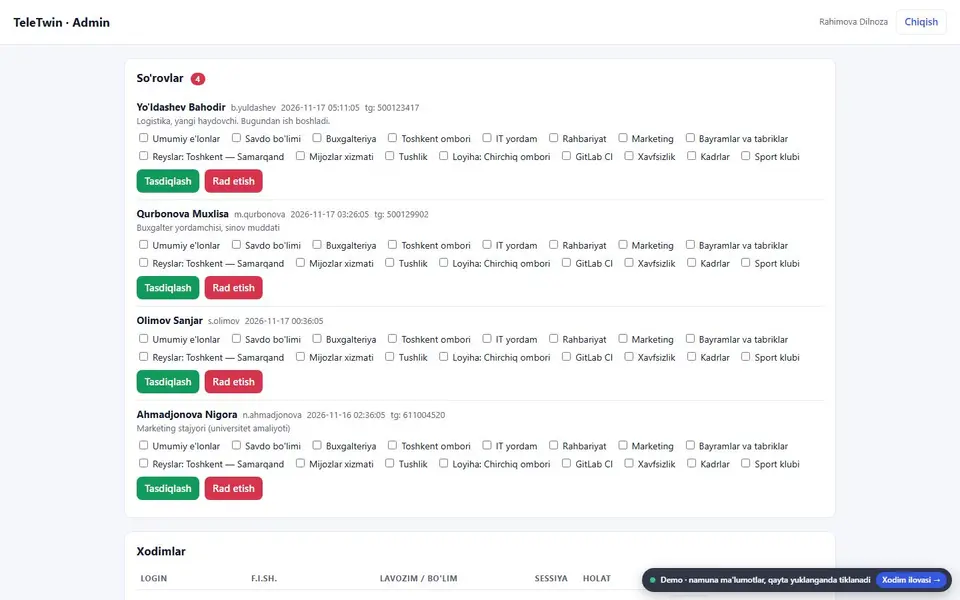 TeleTwin · Admin
Rahimova Dilnoza Chiqish
So'rovlar 4
Yo'ldashev Bahodir b.yuldashev 2026-11-17 05:11:05 tg: 500123417
Logistika, yangi haydovchi. Bugundan ish boshladi.
Umumiy e'lonlar Savdo bo'limi Buxgalteriya Toshkent ombori IT yordam Rahbariyat Marketing Bayramlar va tabriklar
Reyslar: Toshkent — Samarqand Mijozlar xizmati Tushlik Loyiha: Chirchiq ombori GitLab CI Xavfsizlik Kadrlar Sport klubi
Tasdiqlash Rad etish
Qurbonova Muxlisa m.qurbonova 2026-11-17 03:26:05 tg: 500129902
Buxgalter yordamchisi, sinov muddati
Umumiy e'lonlar Savdo bo'limi Buxgalteriya Toshkent ombori IT yordam Rahbariyat Marketing Bayramlar va tabriklar
Reyslar: Toshkent — Samarqand Mijozlar xizmati Tushlik Loyiha: Chirchiq ombori GitLab CI Xavfsizlik Kadrlar Sport klubi
Tasdiqlash Rad etish
Olimov Sanjar s.olimov 2026-11-17 00:36:05
Umumiy e'lonlar Savdo bo'limi Buxgalteriya Toshkent ombori IT yordam Rahbariyat Marketing Bayramlar va tabriklar
Reyslar: Toshkent — Samarqand Mijozlar xizmati Tushlik Loyiha: Chirchiq ombori GitLab CI Xavfsizlik Kadrlar Sport klubi
Tasdiqlash Rad etish
Ahmadjonova Nigora n.ahmadjonova 2026-11-16 02:36:05 tg: 611004520
Marketing stajyori (universitet amaliyoti)
Umumiy e'lonlar Savdo bo'limi Buxgalteriya Toshkent ombori IT yordam Rahbariyat Marketing Bayramlar va tabriklar
Reyslar: Toshkent — Samarqand Mijozlar xizmati Tushlik Loyiha: Chirchiq ombori GitLab CI Xavfsizlik Kadrlar Sport klubi
Tasdiqlash Rad etish
Xodimlar
LOGIN F.I.SH. LAVOZIM / BO'LIM SESSIYA HOLAT
Demo · namuna ma'lumotlar, qayta yuklanganda tiklanadi Xodim ilovasi →